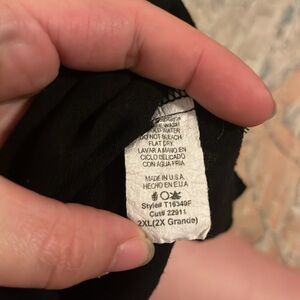 WASH
COLD WATER
DO NOT BLEACH
FLAT DRY.
LAVAR A MANO EN
CICLO DELICADO
CON AGUA FRIA
MADE IN U.S.A.
HECHO EN E.U.A
Style# T16349F
Cut# 22911
2XL(2X Grande)